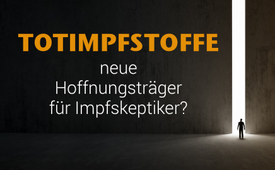 TOTIMPFSTOFFE
neue
Hoffnungsträger
für Impfskeptiker?